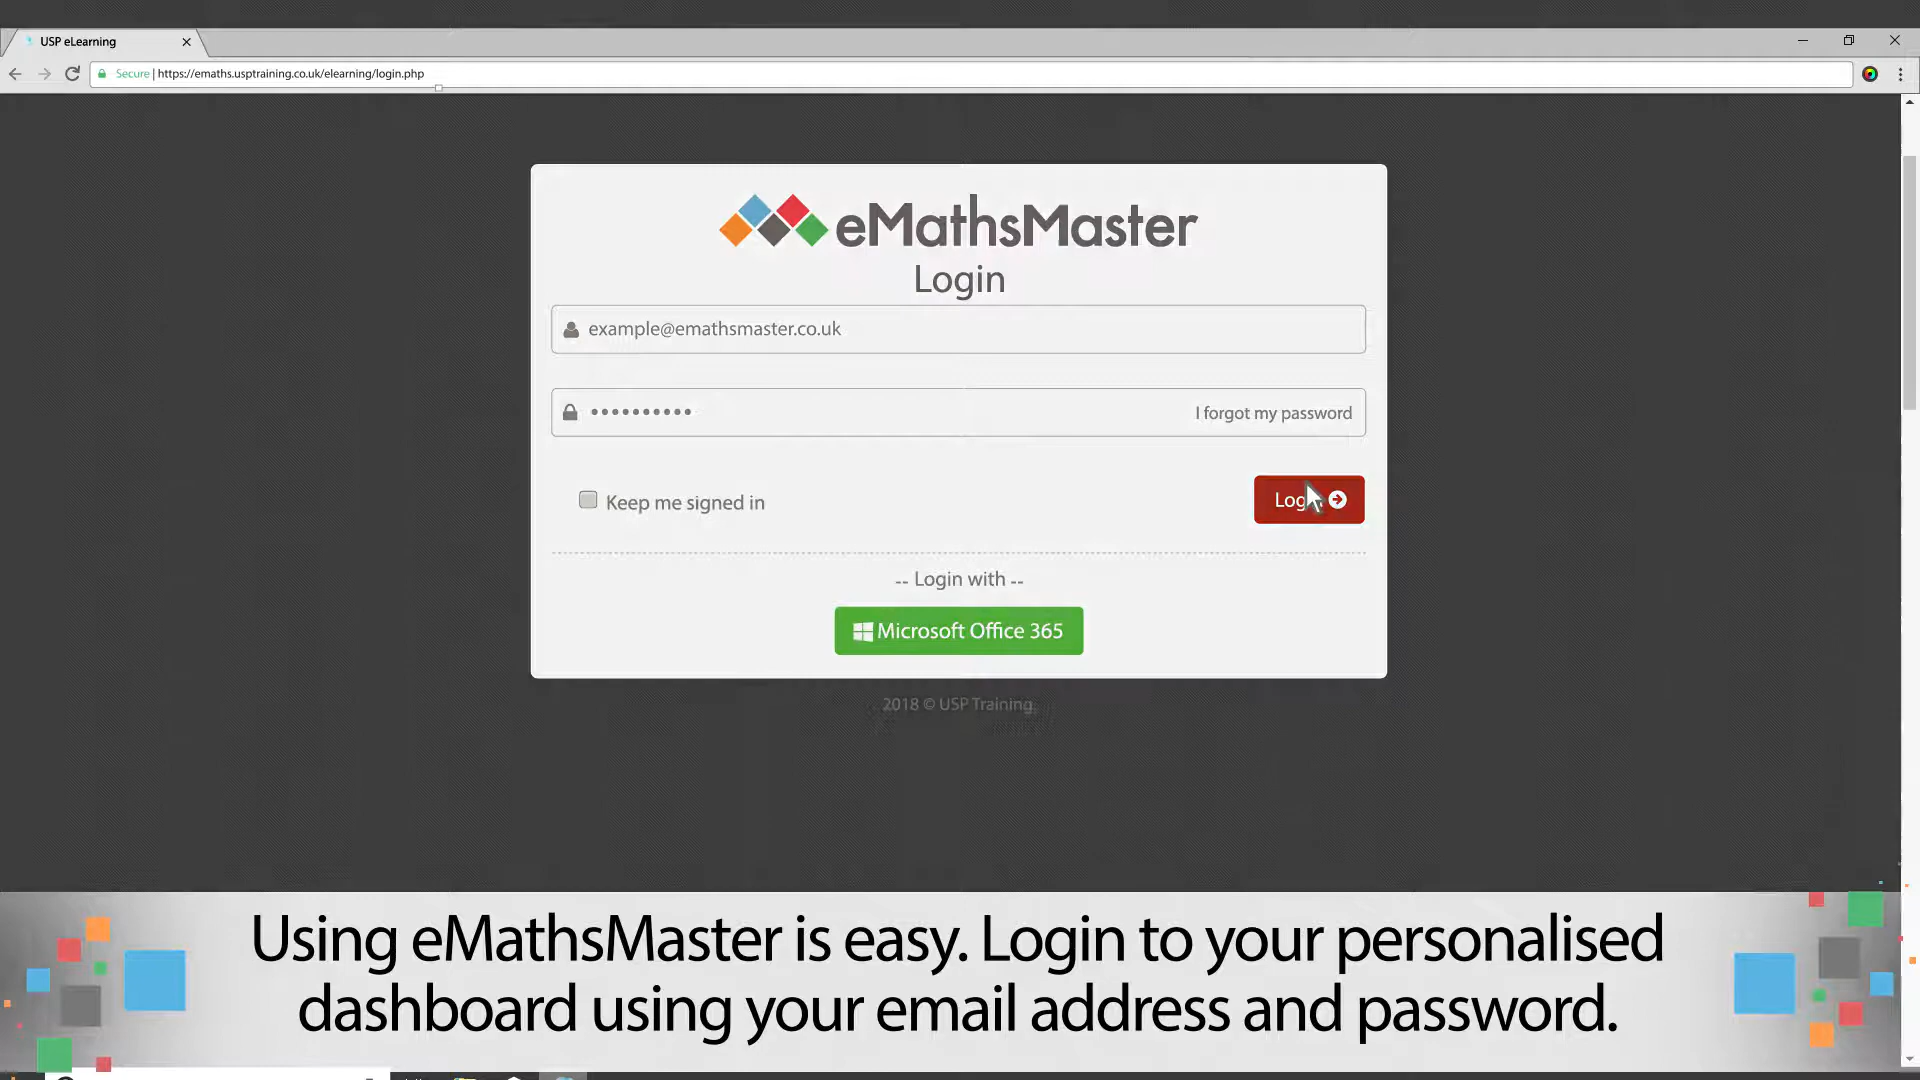 USP eLearning
Secure | https://emaths.usptraining.co.uk/elearning/login.php
eMathsMaster
Login
example@emathsmaster.co.uk
I forgot my password
Keep me signed in
-- Login with --
Microsoft Office 365
2018 © USP Training.
Using eMathsMaster is easy. Login to your personalised
dashboard using your email address and password.